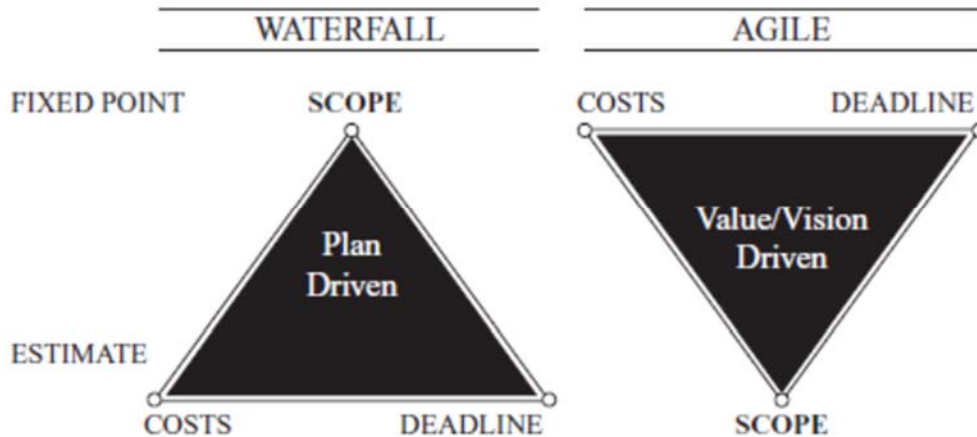 WATERFALL AGILE
FIXED POINT SCOPE COSTS DEADLINE
Plan
Driven
Value/Vision
Driven
ESTIMATE
COSTS DEADLINE SCOPE